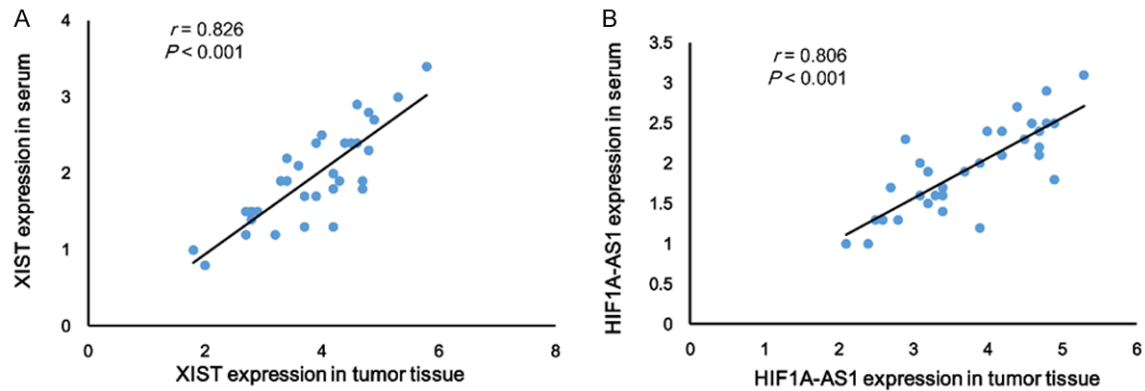 A
4
3
2
1
0
0 2 4 6 8
XIST expression in serum
XIST expression in tumor tissue
r = 0.826
P < 0.001
B
3.5
3
2.5
2
1.5
1
0.5
0
0 1 2 3 4 5 6
HIF1A-AS1 expression in serum
HIF1A-AS1 expression in tumor tissue
r = 0.806
P < 0.001